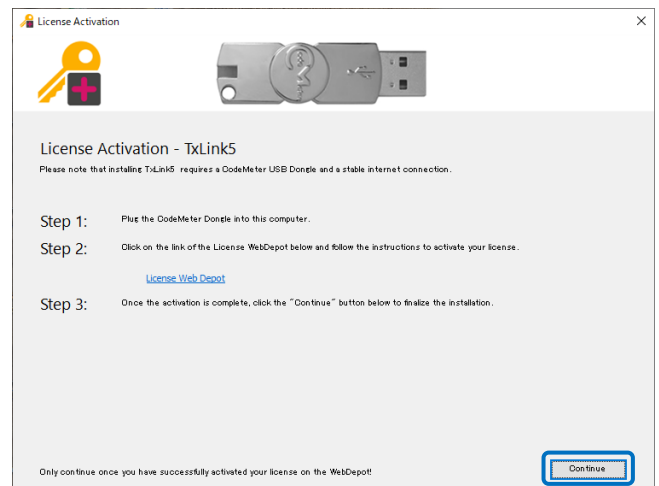 License Activation
License Activation - TxLink5
Please note that installing TxLink5 requires a CodeMeter USB Dongle and a stable internet connection.
Step 1: Plug the CodeMeter Dongle into this computer.
Step 2: Click on the link of the License WebDepot below and follow the instructions to activate your license.
License Web Depot
Step 3: Once the activation is complete, click the "Continue" button below to finalize the installation.
Only continue once you have successfully activated your license on the WebDepot!
Continue